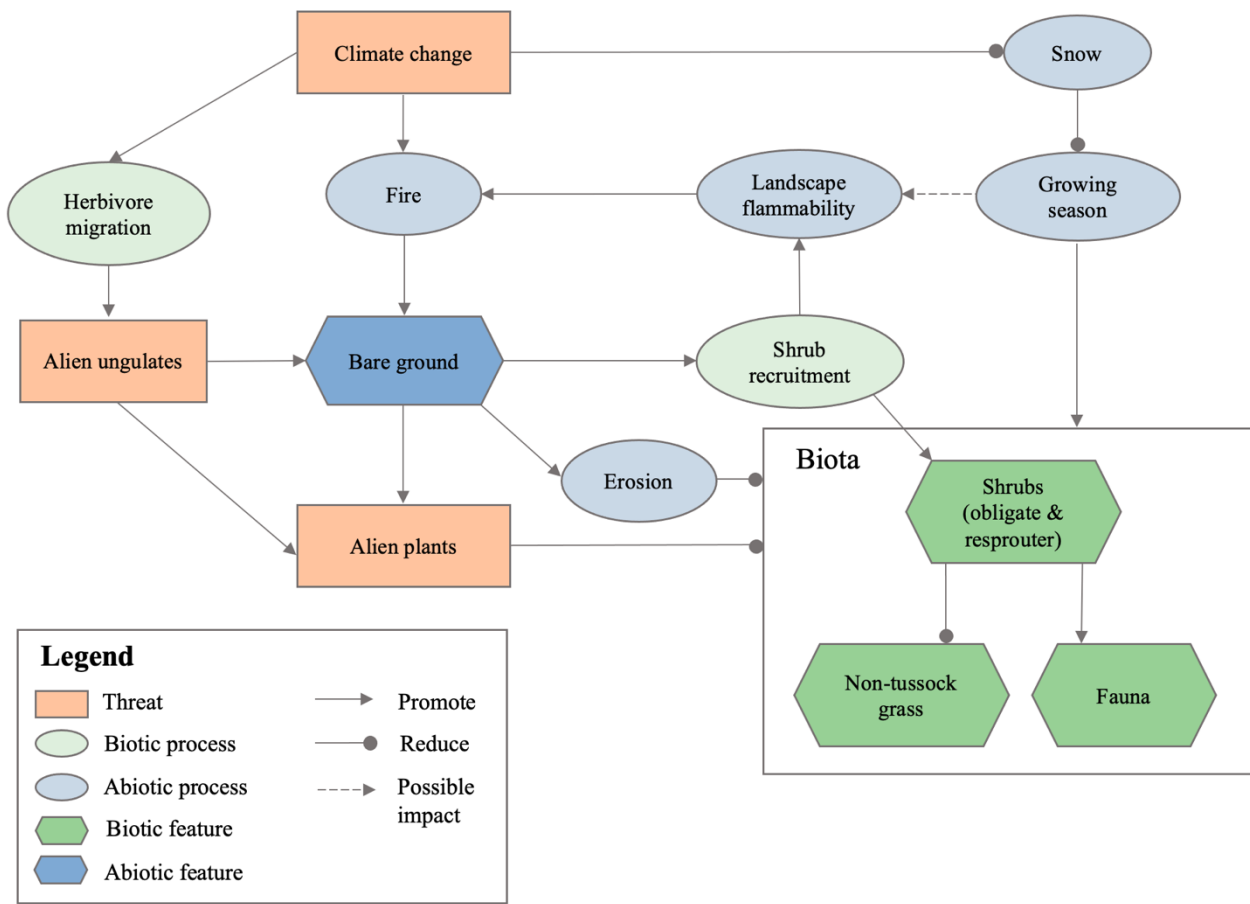 Climate change
Snow
Herbivore
migration
Fire
Landscape
flammability
Growing
season
Alien ungulates
Bare ground
Shrub
recruitment
Biota
Erosion
Shrubs
(obligate &
resprouter)
Alien plants
Non-tussock
grass
Fauna
Legend
Threat
Biotic process
Abiotic process
Biotic feature
Abiotic feature
Promote
Reduce
Possible
impact